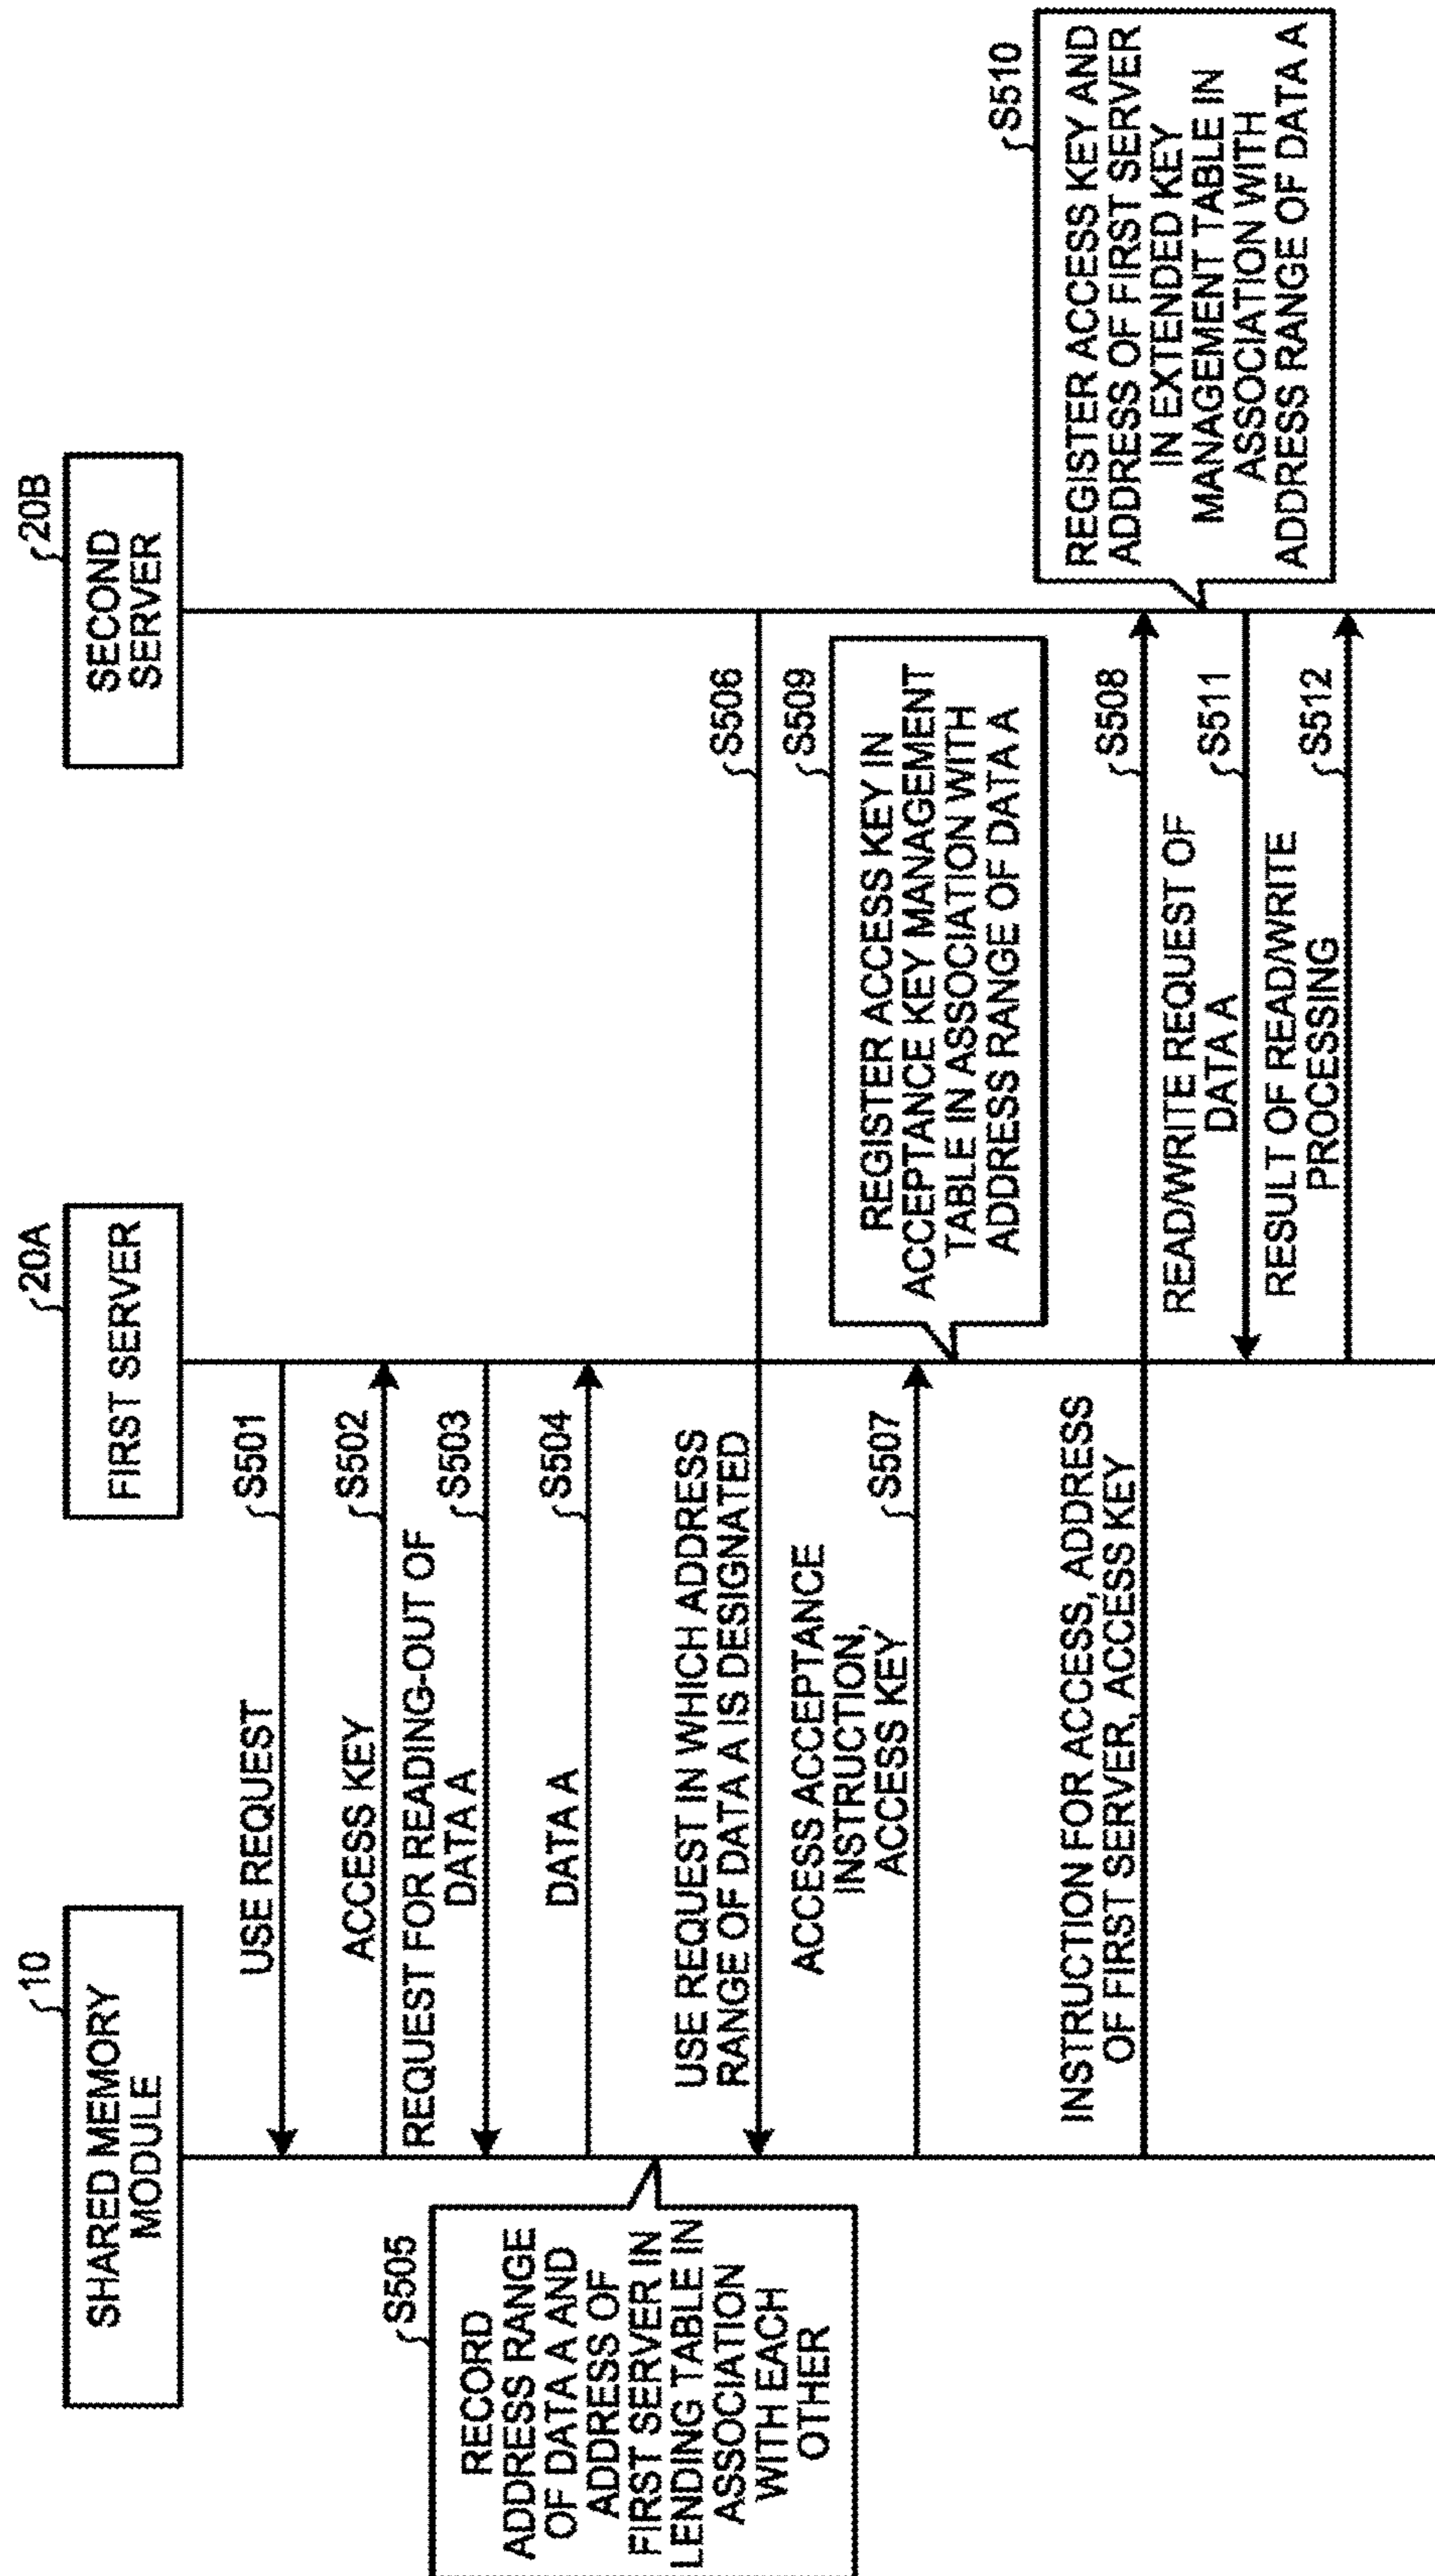 10
SHARED MEMORY
MODULE
20A
FIRST SERVER
20B
SECOND
SERVER
USE REQUEST
S501
ACCESS KEY
S502
REQUEST FOR READING-OUT OF
DATA A
S503
DATA A
S504
S505
RECORD
ADDRESS RANGE
OF DATA A AND
ADDRESS OF
FIRST SERVER IN
LENDING TABLE IN
ASSOCIATION
WITH EACH
OTHER
USE REQUEST IN WHICH ADDRESS
RANGE OF DATA A IS DESIGNATED
S506
ACCESS ACCEPTANCE
INSTRUCTION,
ACCESS KEY
S507
S509
REGISTER ACCESS KEY IN
ACCEPTANCE KEY MANAGEMENT
TABLE IN ASSOCIATION WITH
ADDRESS RANGE OF DATA A
INSTRUCTION FOR ACCESS, ADDRESS
OF FIRST SERVER, ACCESS KEY
S508
S510
REGISTER ACCESS KEY AND
ADDRESS OF FIRST SERVER
IN EXTENDED KEY
MANAGEMENT TABLE IN
ASSOCIATION WITH
ADDRESS RANGE OF DATA A
READ/WRITE REQUEST OF
DATA A
S511
RESULT OF READ/WRITE
PROCESSING
S512